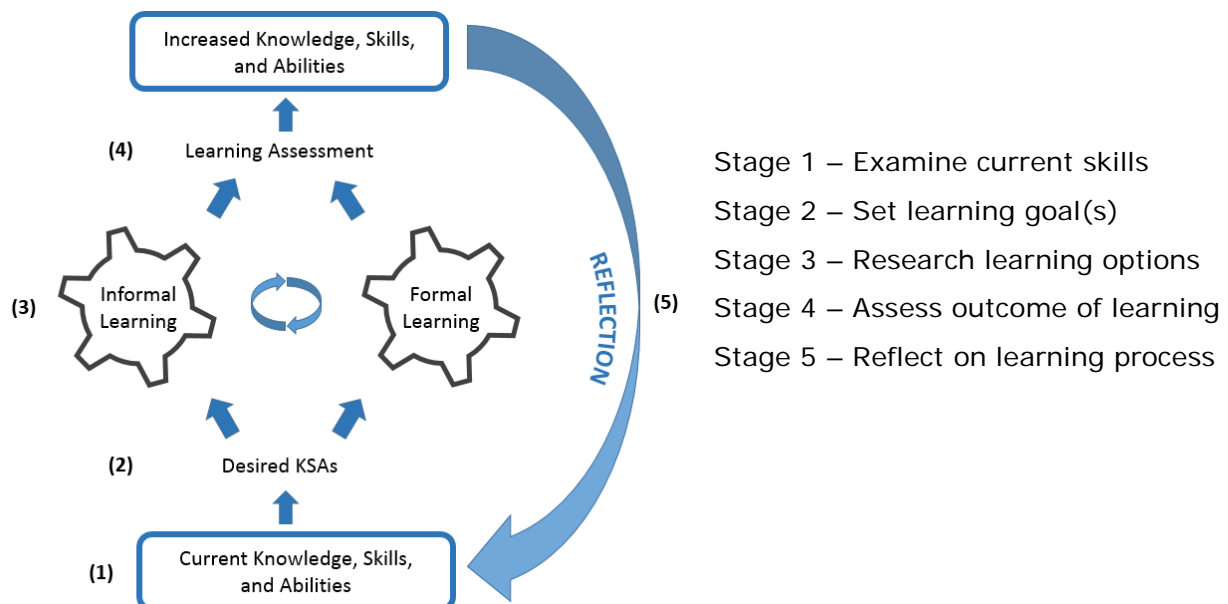 Increased Knowledge, Skills,
and Abilities
(4)
Learning Assessment
(3)
Informal
Learning
Formal
Learning
REFLECTION
(5)
(2)
Desired KSAs
(1)
Current Knowledge, Skills,
and Abilities
Stage 1 – Examine current skills
Stage 2 – Set learning goal(s)
Stage 3 – Research learning options
Stage 4 – Assess outcome of learning
Stage 5 – Reflect on learning process